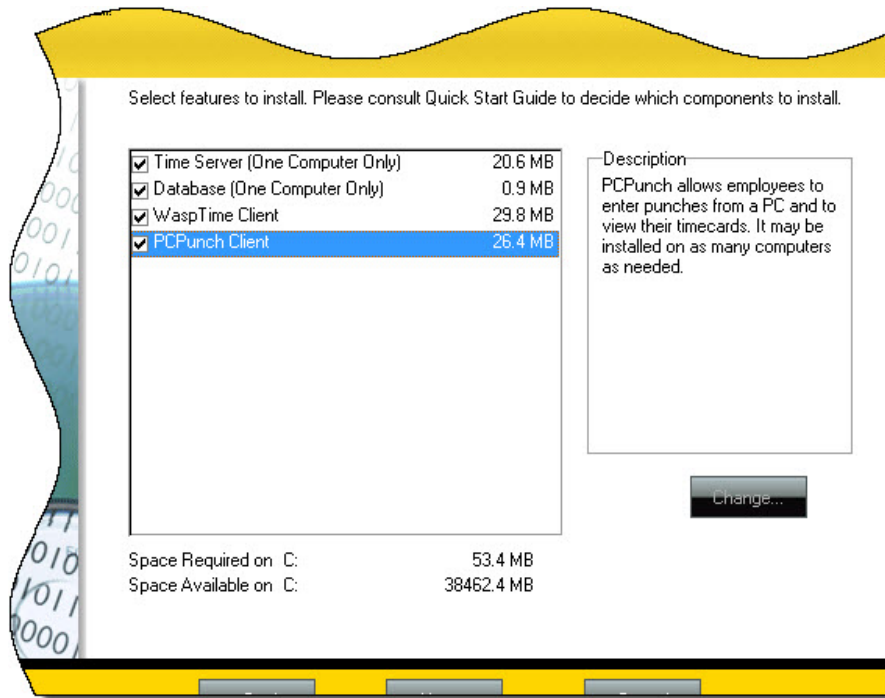 Select features to install. Please consult Quick Start Guide to decide which components to install.
Time Server (One Computer Only) 20.6 MB
Database (One Computer Only) 0.9 MB
WaspTime Client 29.8 MB
PCPunch Client 26.4 MB
Description
PCPunch allows employees to
enter punches from a PC and to
view their timecards. It may be
installed on as many computers
as needed.
Change...
Space Required on C: 53.4 MB
Space Available on C: 38462.4 MB